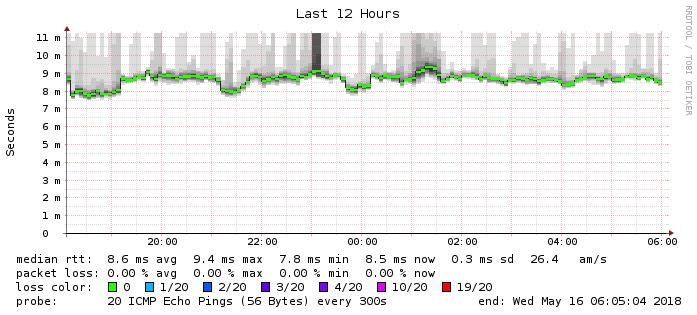 Last 12 Hours
RRDTOOL / TOBI OETIKER
Seconds
11 m
10 m
9 m
8 m
7 m
6 m
5 m
4 m
3 m
2 m
1 m
0
20:00 22:00 00:00 02:00 04:00 06:00
median rtt: 8.6 ms avg 9.4 ms max 7.8 ms min 8.5 ms now 0.3 ms sd 26.4 am/s
packet loss: 0.00 % avg 0.00 % max 0.00 % min 0.00 % now
loss color: 0 1/20 2/20 3/20 4/20 10/20 19/20
probe: 20 ICMP Echo Pings (56 Bytes) every 300s end: Wed May 16 06:05:04 2018